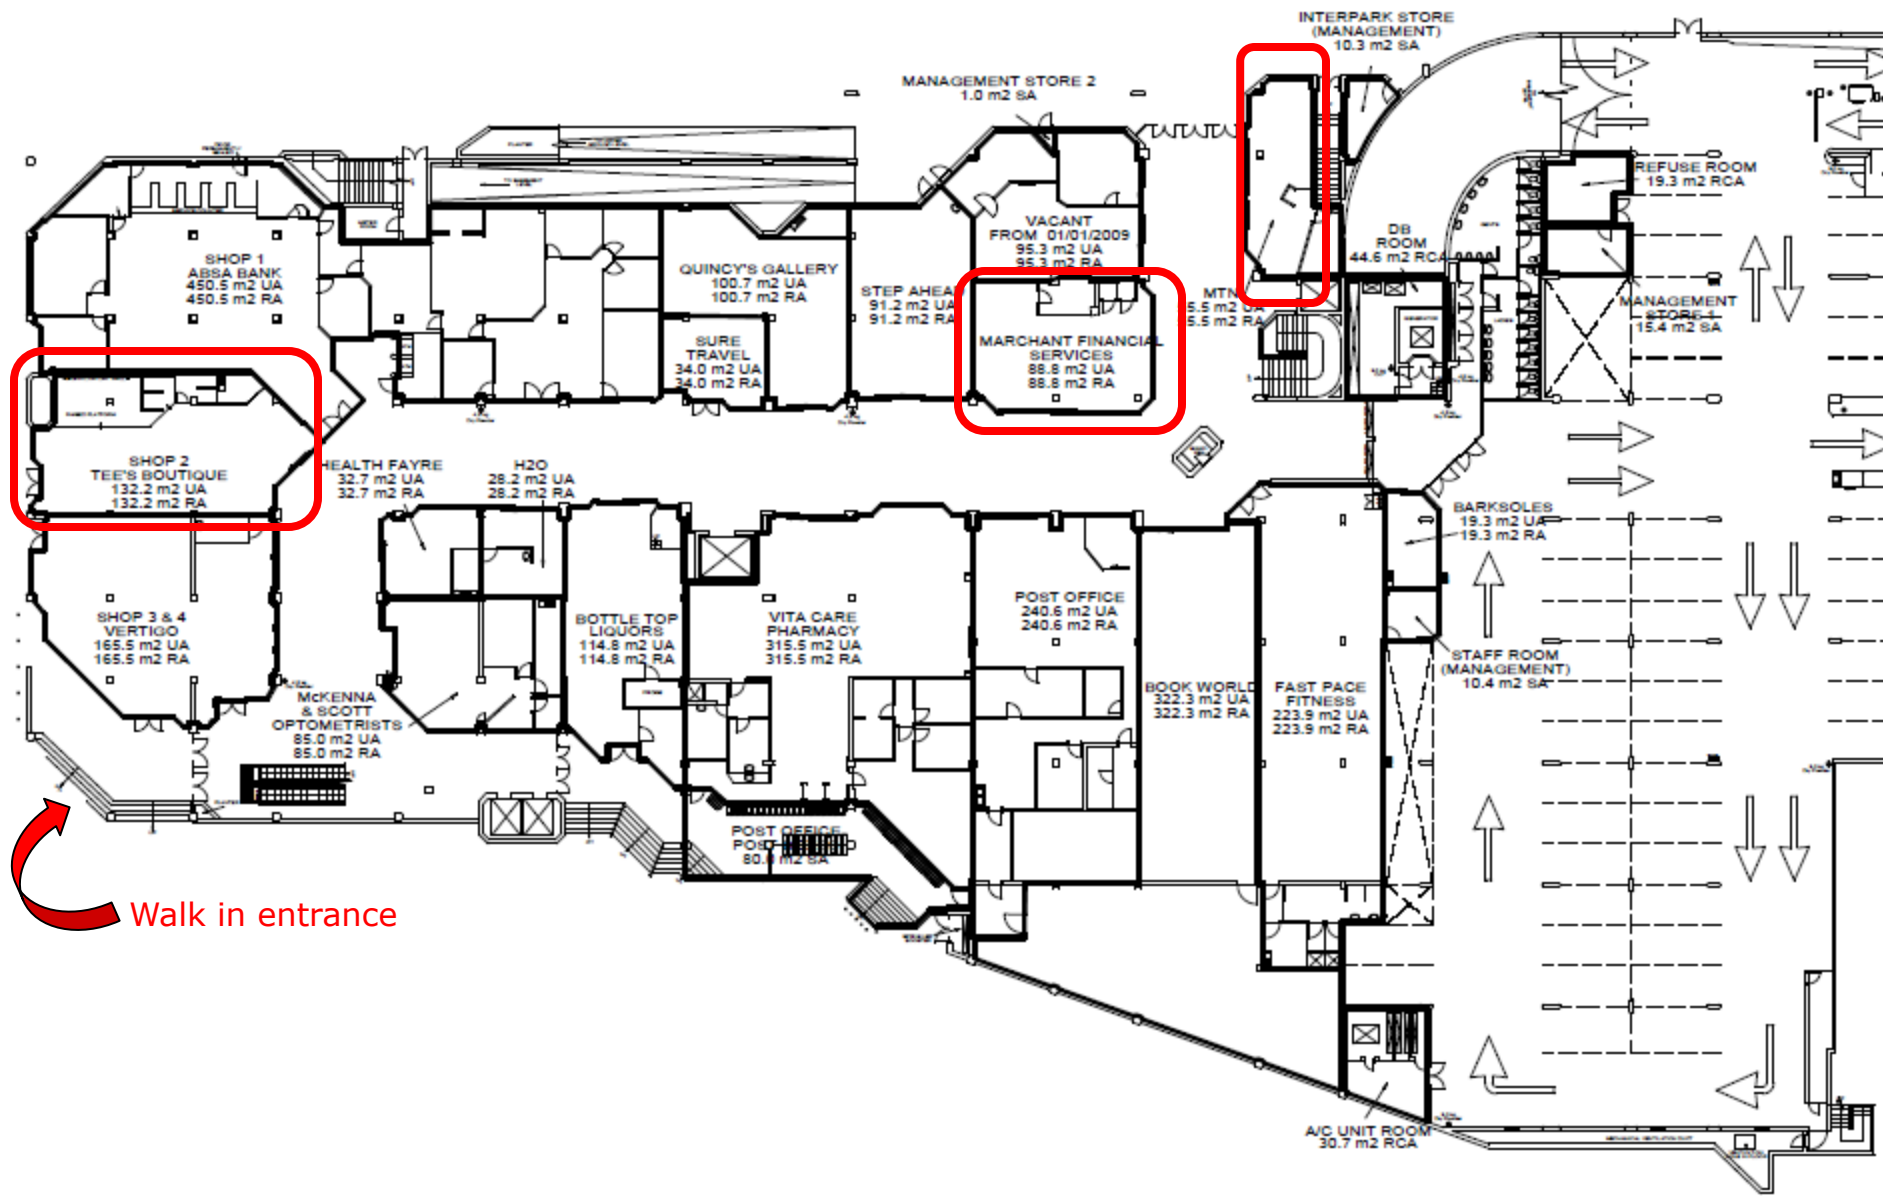 INTERPARK STORE
(MANAGEMENT)
10.3 m2 SA
MANAGEMENT STORE 2
1.0 m2 SA
REFUSE ROOM
19.3 m2 RCA
VACANT
FROM 01/01/2009
95.3 m2 UA
95.3 m2 RA
DB
ROOM
44.6 m2 RCA
SHOP 1
ABSA BANK
450.5 m2 UA
450.5 m2 RA
QUINCY'S GALLERY
100.7 m2 UA
100.7 m2 RA
STEP AHEAD
91.2 m2 UA
91.2 m2 RA
MTN
5.5 m2 UA
5.5 m2 RA
MANAGEMENT
STORE 1
15.4 m2 SA
SURE
TRAVEL
34.0 m2 UA
34.0 m2 RA
MARCHANT FINANCIAL
SERVICES
88.8 m2 UA
88.8 m2 RA
SHOP 2
TEE'S BOUTIQUE
132.2 m2 UA
132.2 m2 RA
HEALTH FAYRE
32.7 m2 UA
32.7 m2 RA
H2O
28.2 m2 UA
28.2 m2 RA
BARKSOLES
19.3 m2 UA
19.3 m2 RA
SHOP 3 & 4
VERTIGO
165.5 m2 UA
165.5 m2 RA
BOTTLE TOP
LIQUORS
114.8 m2 UA
114.8 m2 RA
VITA CARE
PHARMACY
315.5 m2 UA
315.5 m2 RA
POST OFFICE
240.6 m2 UA
240.6 m2 RA
STAFF ROOM
(MANAGEMENT)
10.4 m2 SA
McKENNA
& SCOTT
OPTOMETRISTS
85.0 m2 UA
85.0 m2 RA
BOOK WORLD
322.3 m2 UA
322.3 m2 RA
FAST PACE
FITNESS
223.9 m2 UA
223.9 m2 RA
POST OFFICE
POST
80.0 m2 SA
Walk in entrance
A/C UNIT ROOM
30.7 m2 RCA